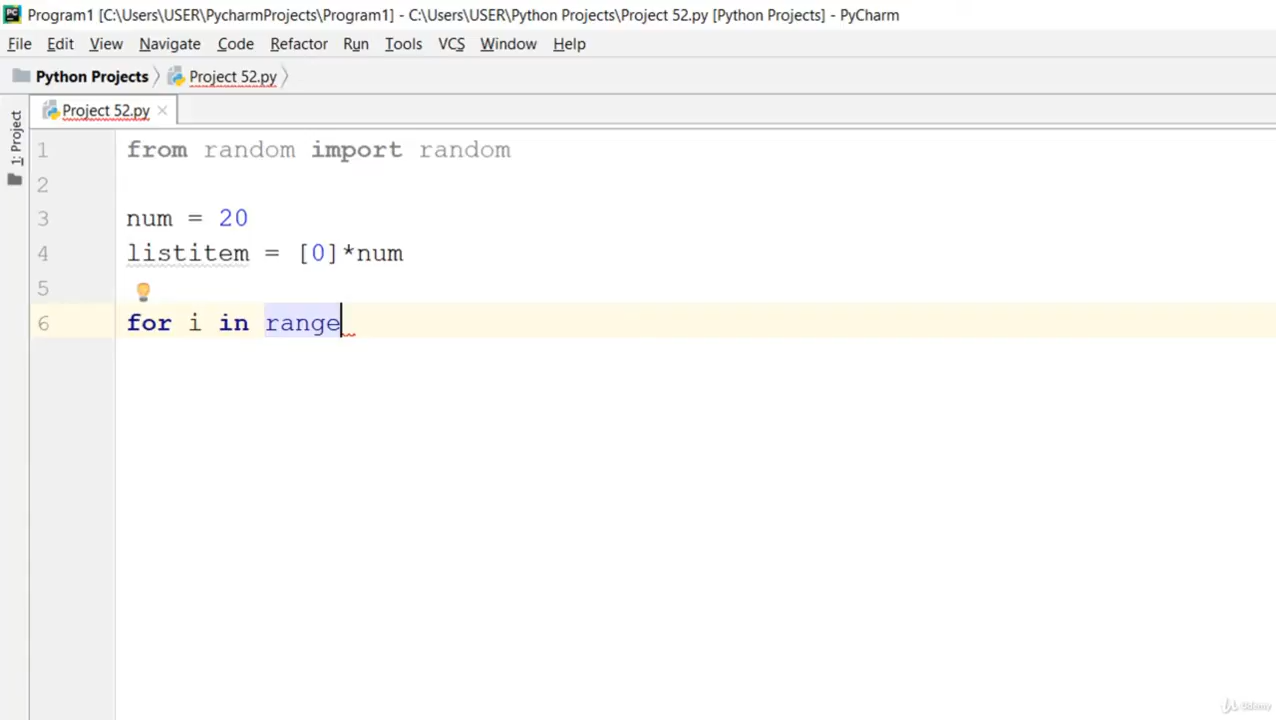 PC Program1 [C:\Users\USER\PycharmProjects\Program1] - C:\Users\USER\Python Projects\Project 52.py [Python Projects] - PyCharm
File Edit View Navigate Code Refactor Run Tools VCS Window Help
Python Projects Project 52.py
Project 52.py
1: Project
1 from random import random
2
3 num = 20
4 listitem = [0]*num
5
6 for i in range
Udemy